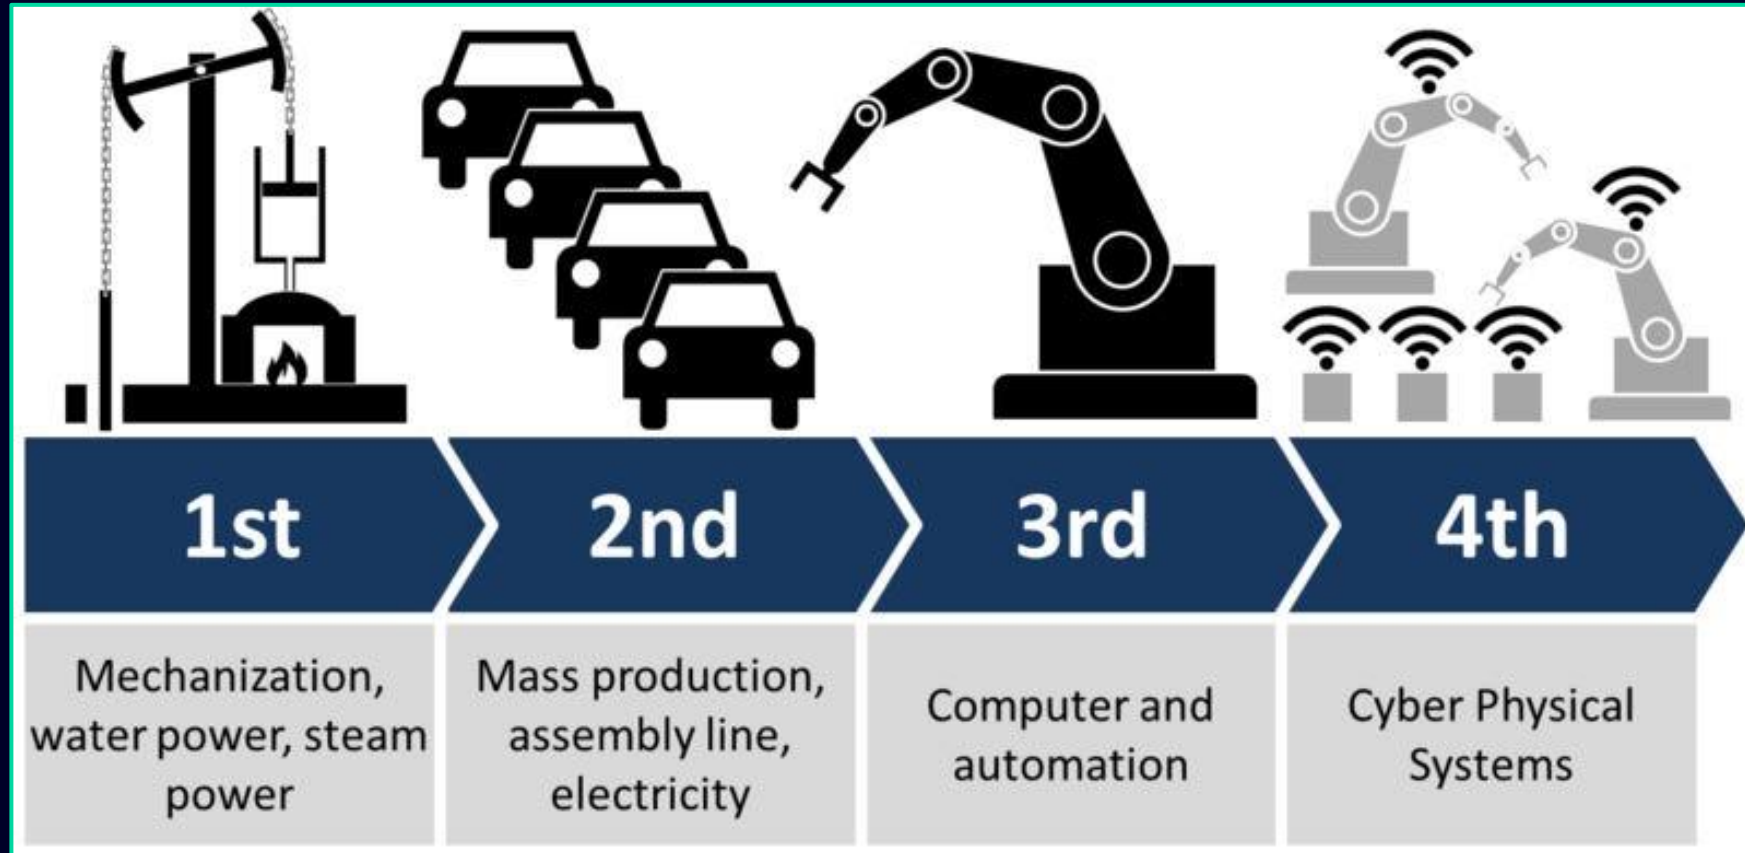 1st
2nd
3rd
4th
Mechanization,
water power, steam
power
Mass production,
assembly line,
electricity
Computer and
automation
Cyber Physical
Systems